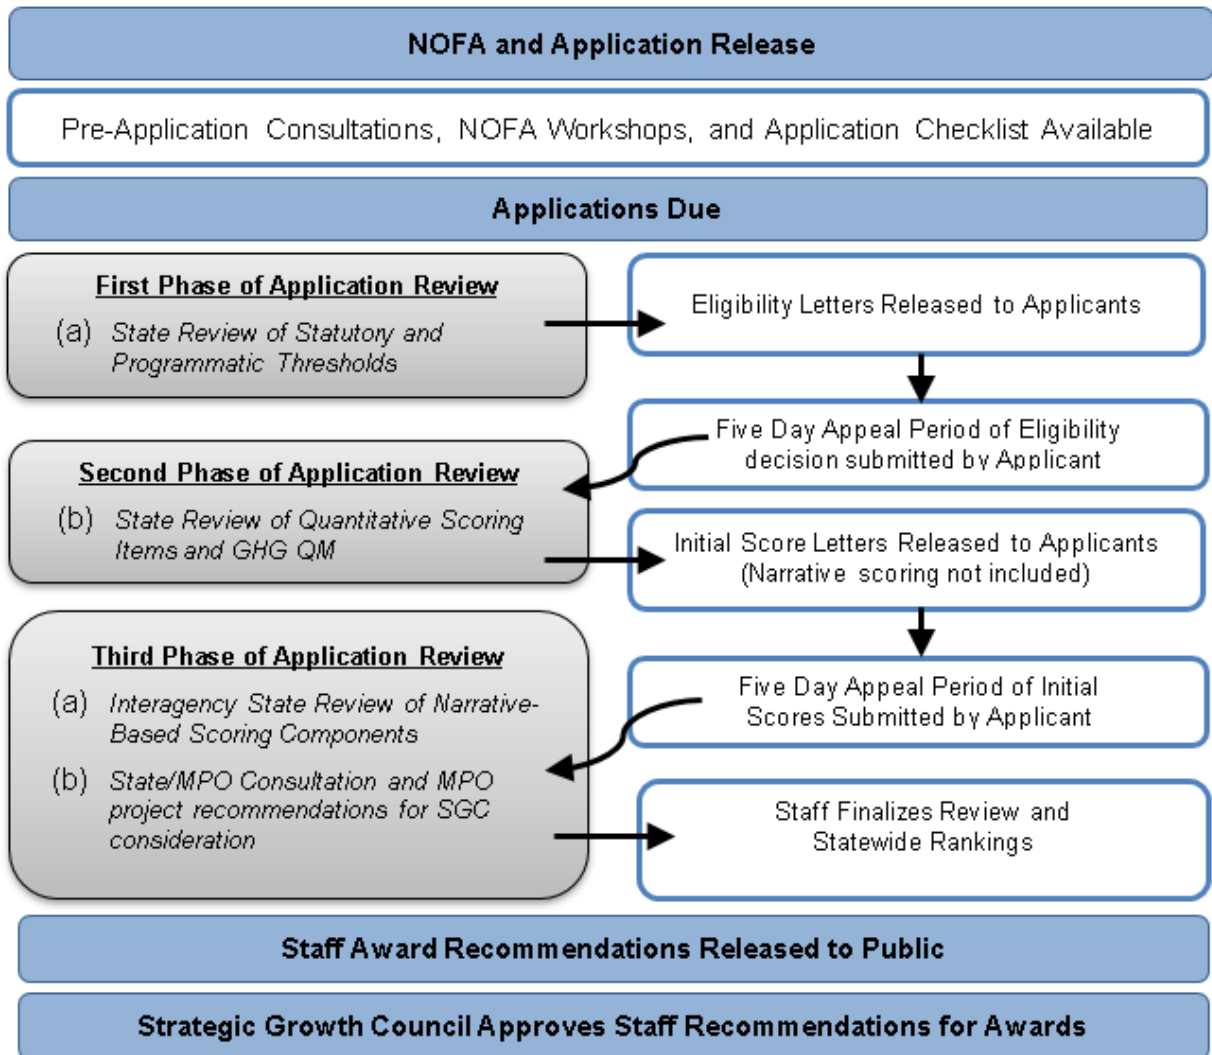 NOFA and Application Release
Pre-Application Consultations, NOFA Workshops, and Application Checklist Available
Applications Due
First Phase of Application Review
(a) State Review of Statutory and
Programmatic Thresholds
Eligibility Letters Released to Applicants
Five Day Appeal Period of Eligibility
decision submitted by Applicant
Second Phase of Application Review
(b) State Review of Quantitative Scoring
Items and GHG QM
Initial Score Letters Released to Applicants
(Narrative scoring not included)
Five Day Appeal Period of Initial
Scores Submitted by Applicant
Third Phase of Application Review
(a) Interagency State Review of Narrative-
Based Scoring Components
(b) State/MPO Consultation and MPO
project recommendations for SGC
consideration
Staff Finalizes Review and
Statewide Rankings
Staff Award Recommendations Released to Public
Strategic Growth Council Approves Staff Recommendations for Awards